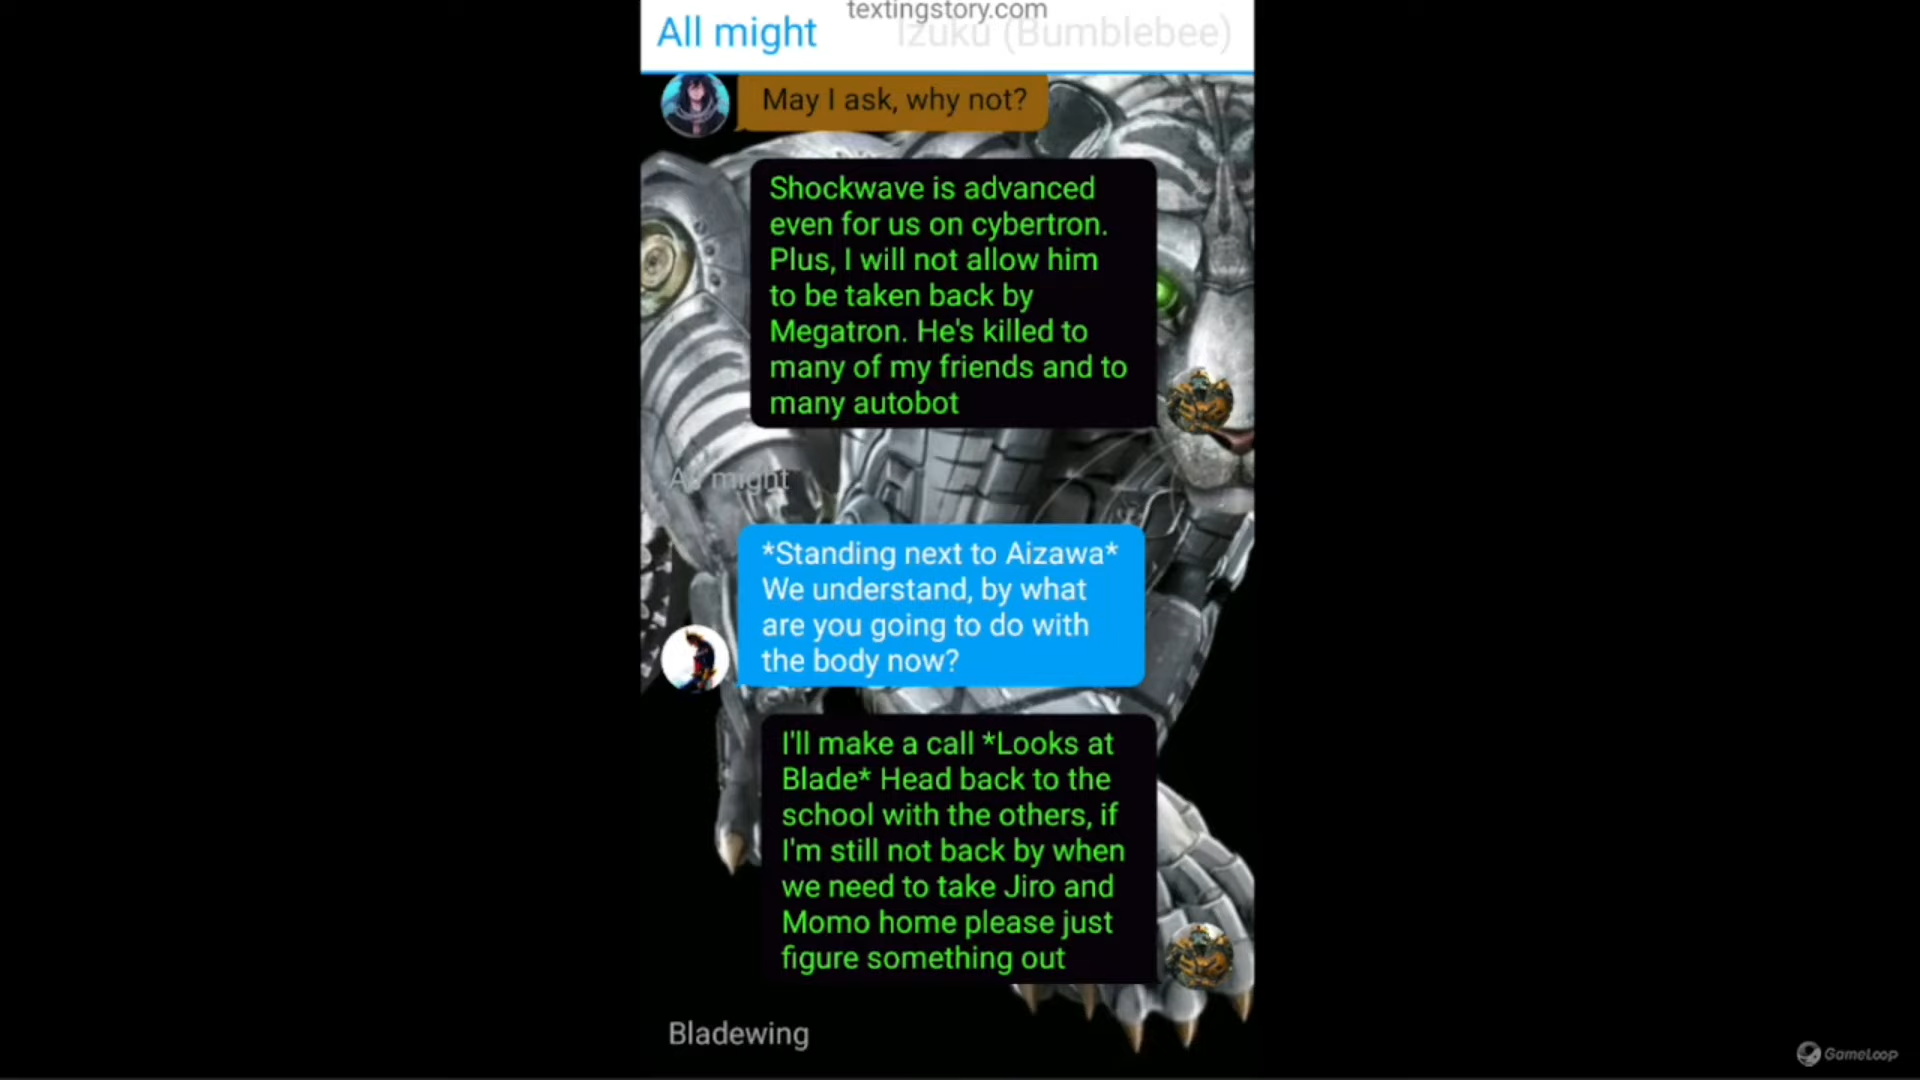 textingstory.com
All might
Izuku (Bumblebee)
May I ask, why not?
Shockwave is advanced
even for us on cybertron.
Plus, I will not allow him
to be taken back by
Megatron. He's killed to
many of my friends and to
many autobot
All might
*Standing next to Aizawa*
We understand, by what
are you going to do with
the body now?
I'll make a call *Looks at
Blade* Head back to the
school with the others, if
I'm still not back by when
we need to take Jiro and
Momo home please just
figure something out
Bladewing
GameLoop